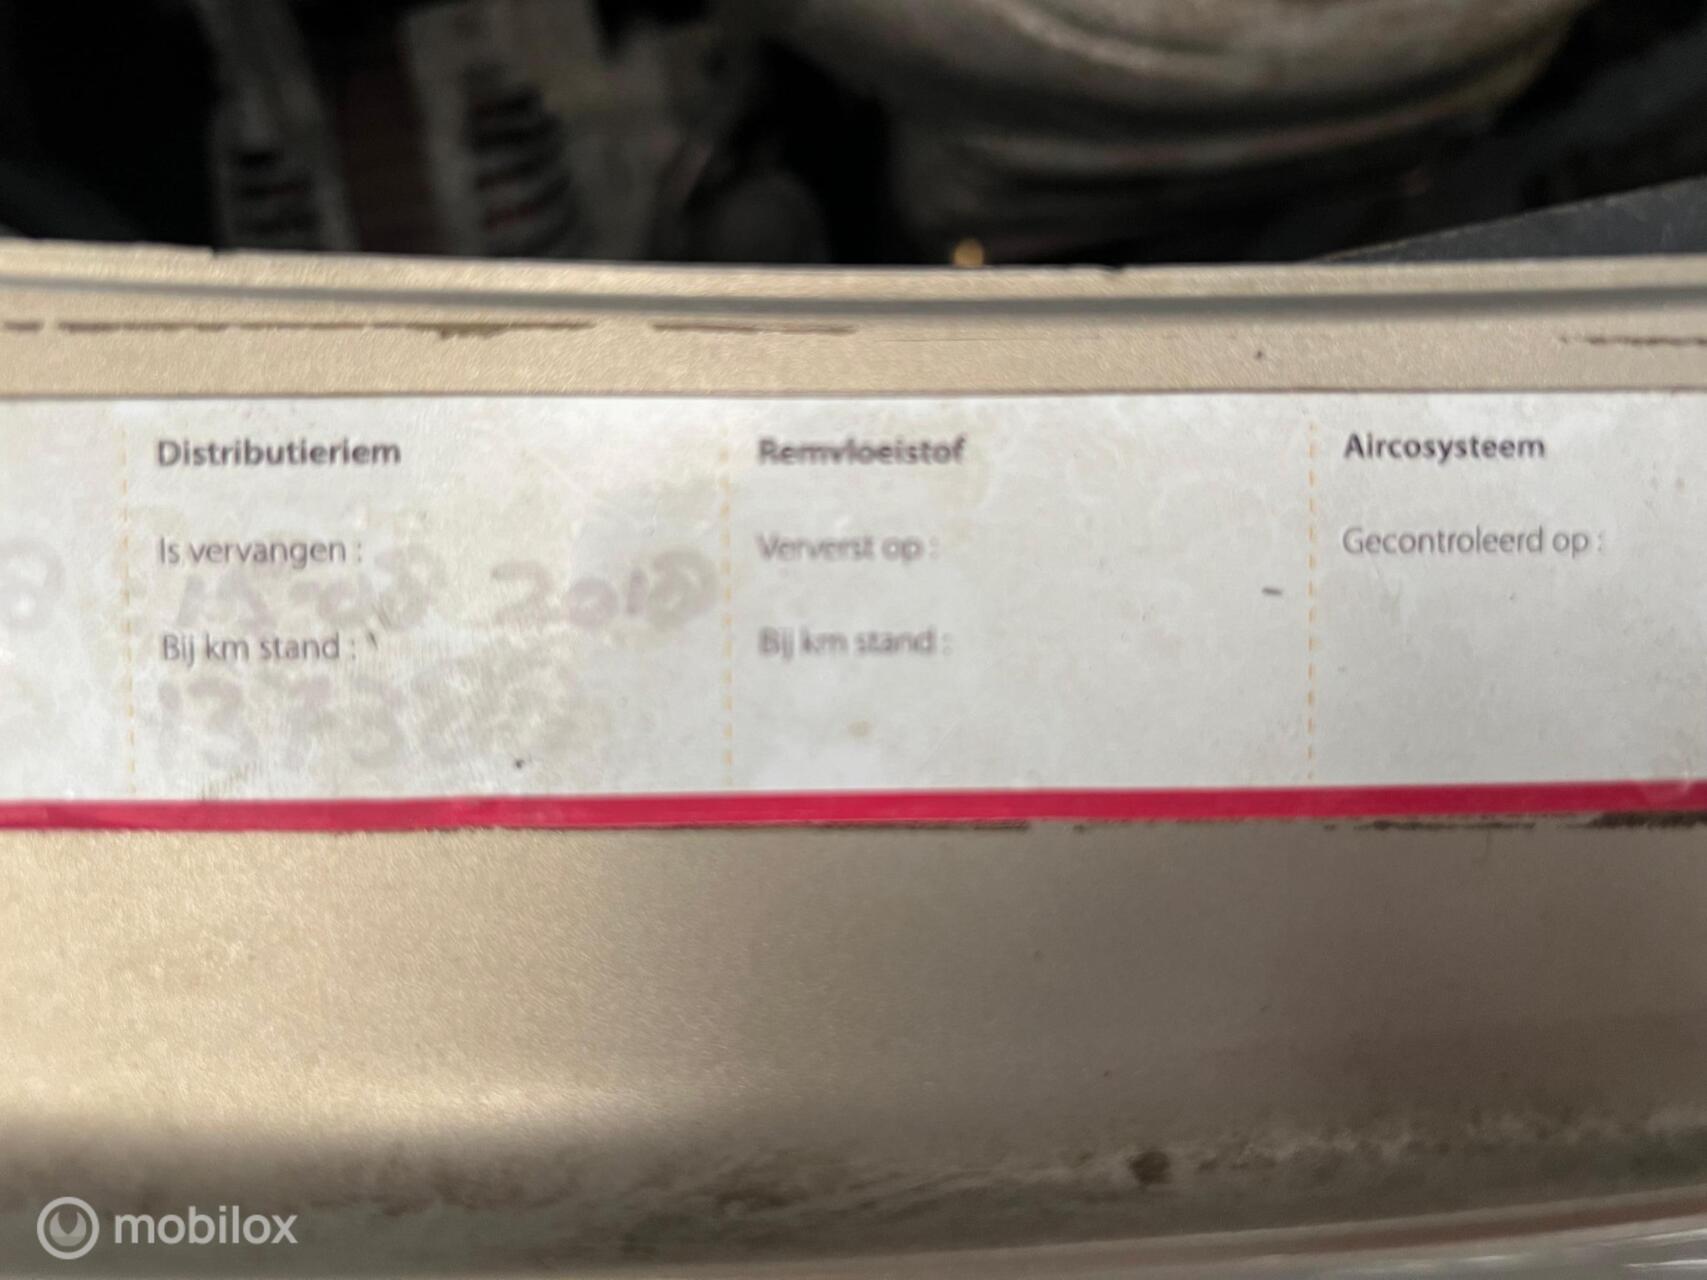 Distributieriem
Is vervangen :
Bij km stand :
Remvloeistof
Ververst op :
Bij km stand :
Aircosysteem
Gecontroleerd op :
mobilox